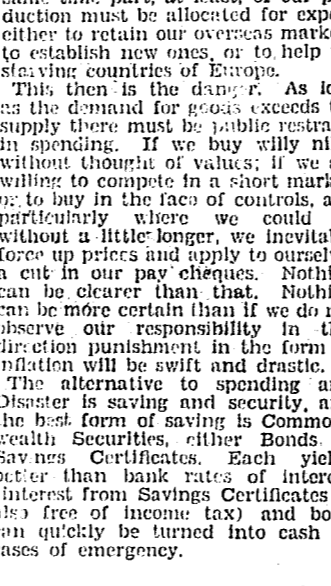 same time part, at least, of our p
duction must be allocated for exp
either to retain our overseas marke
to establish new ones, or to help
starving countries of Europe.
This then is the danger. As lo
as the demand for goods exceeds t
supply there must be public restra
in spending. If we buy willy ni
without thought of values; if we a
willing to compete in a short mark
or to buy in the face of controls, a
particularly where we could
without a little longer, we inevita
force up prices and apply to ourselv
a cut in our pay cheques. Nothi
can be clearer than that. Nothi
can be more certain than if we do n
observe our responsibility in th
direction punishment in the form
inflation will be swift and drastic.
The alternative to spending an
Disaster is saving and security, an
the best form of saving is Commo
wealth Securities, either Bonds
Savings Certificates. Each yiel
better than bank rates of intere
interest from Savings Certificates
also free of income tax) and bo
an quickly be turned into cash
ases of emergency.